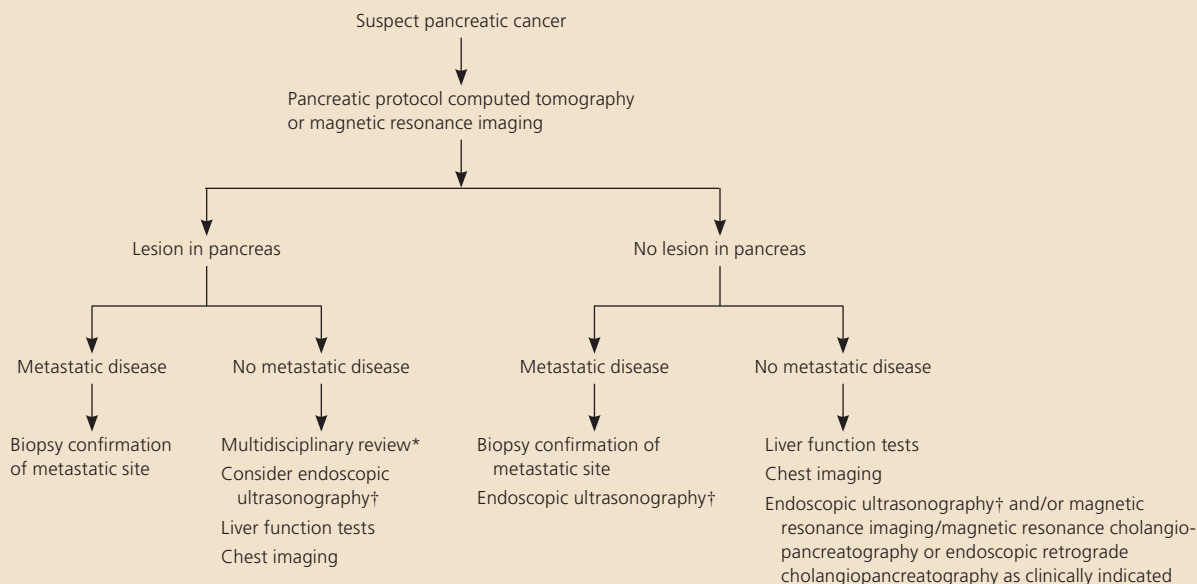 Suspect pancreatic cancer
Pancreatic protocol computed tomography
or magnetic resonance imaging
Lesion in pancreas
No lesion in pancreas
Metastatic disease
No metastatic disease
Metastatic disease
No metastatic disease
Biopsy confirmation
of metastatic site
Multidisciplinary review*
Consider endoscopic
ultrasonography†
Liver function tests
Chest imaging
Biopsy confirmation of
metastatic site
Endoscopic ultrasonography†
Liver function tests
Chest imaging
Endoscopic ultrasonography† and/or magnetic
resonance imaging/magnetic resonance cholangio-
pancreatography or endoscopic retrograde
cholangiopancreatography as clinically indicated